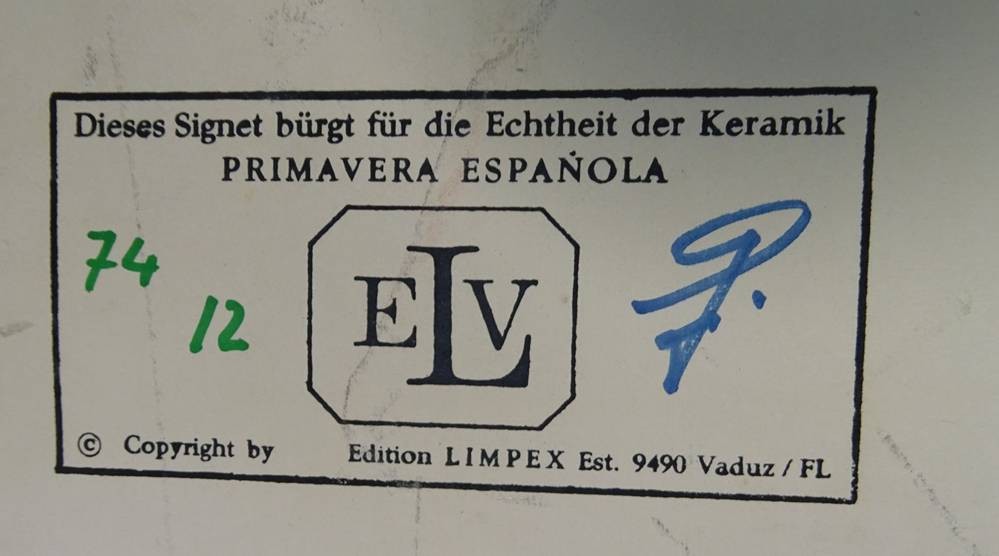 Dieses Signet bürgt für die Echtheit der Keramik
PRIMAVERA ESPAÑOLA
74
12
ELV
© Copyright by Edition LIMPEX Est. 9490 Vaduz / FL